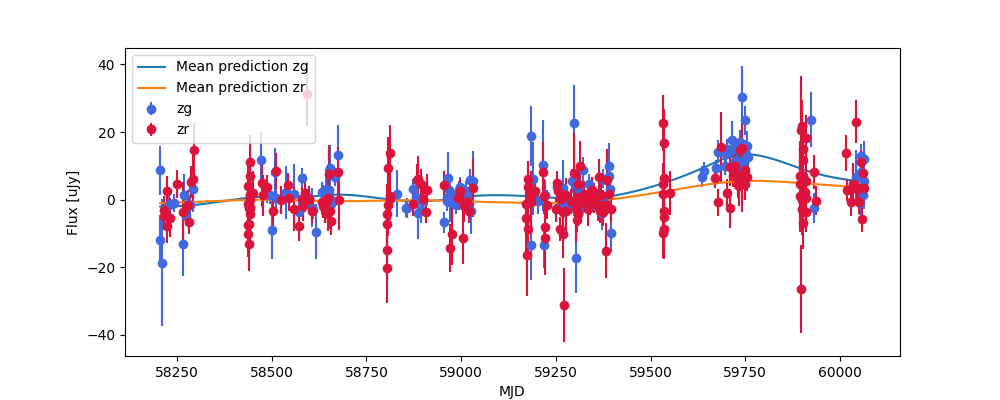 Mean prediction zg
Mean prediction zr
zg
zr
Flux [uJy]
40
20
0
−20
−40
58250
58500
58750
59000
59250
59500
59750
60000
MJD